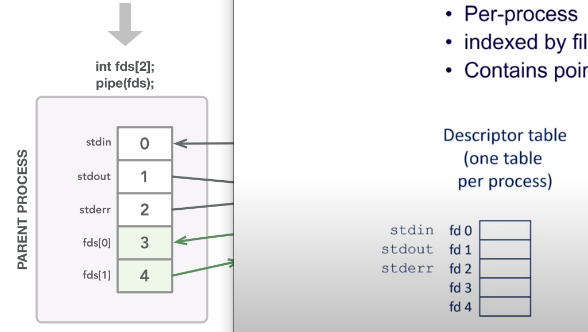 int fds[2];
pipe(fds);
PARENT PROCESS
stdin 0
stdout 1
stderr 2
fds[0] 3
fds[1] 4
• Per-process
• indexed by
• Contains
Descriptor table
(one table
per process)
stdin fd 0
stdout fd 1
stderr fd 2
fd 3
fd 4